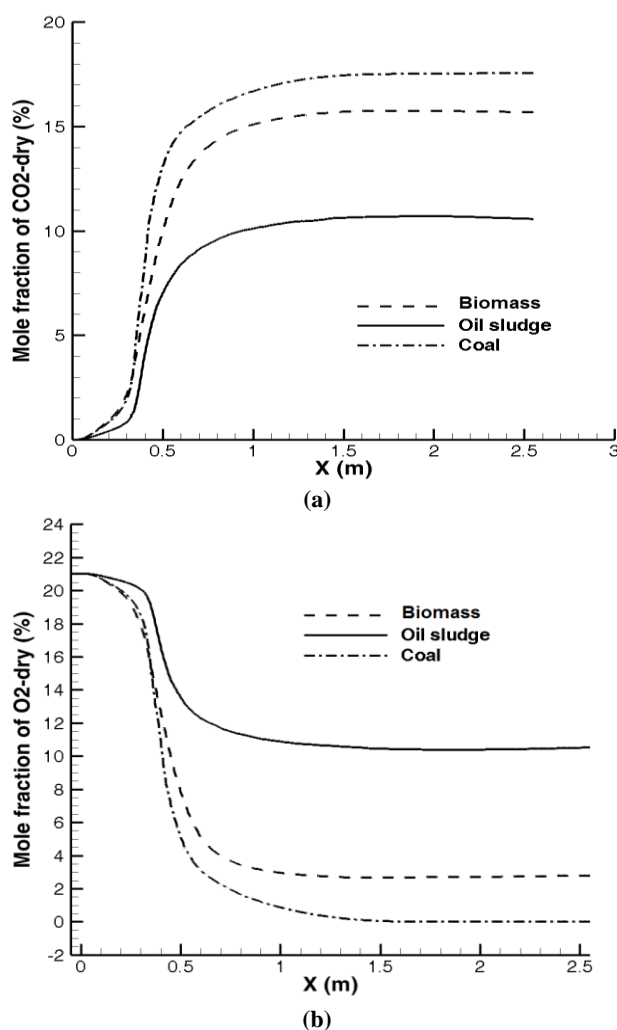 20
15
10
5
0
Mole fraction of CO2-dry (%)
Biomass
Oil sludge
Coal
0 0.5 1 1.5 2 2.5 3
X (m)
(a)
24
22
20
18
16
14
12
10
8
6
4
2
0
-2
Mole fraction of O2-dry (%)
Biomass
Oil sludge
Coal
0 0.5 1 1.5 2 2.5
X (m)
(b)